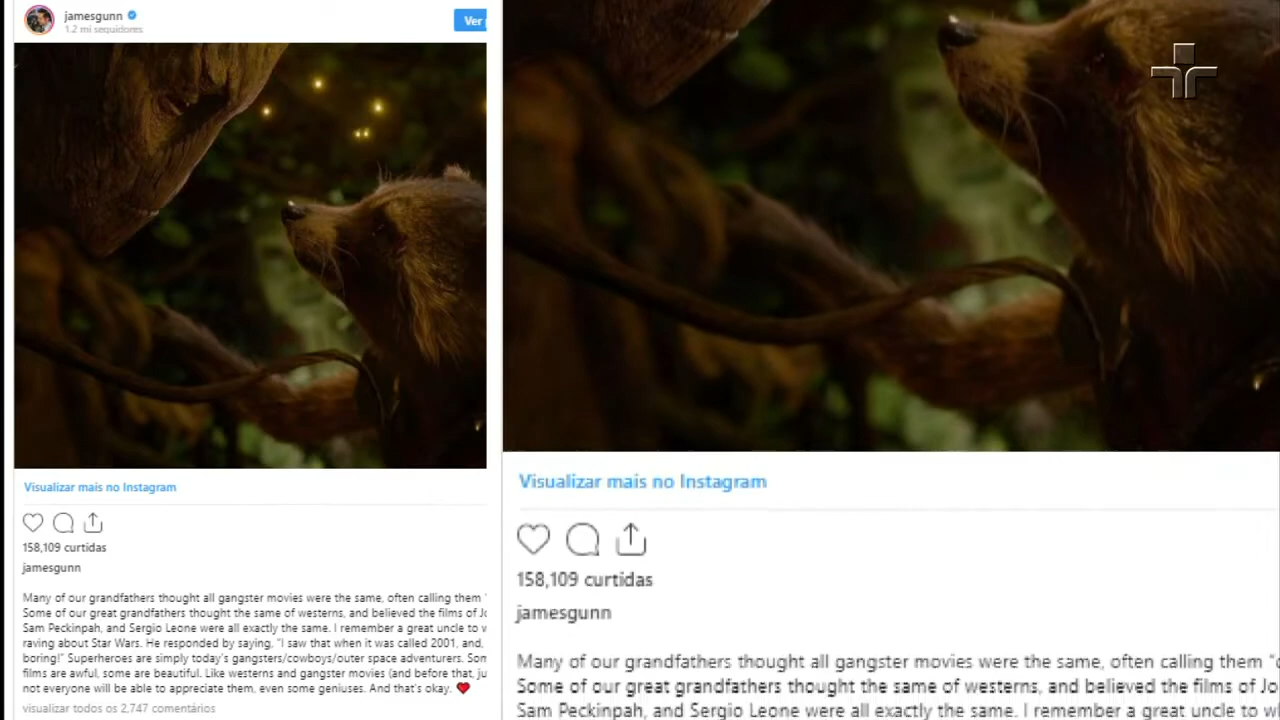 jamesgunn
1.2 mi seguidores
Ver
Visualizar mais no Instagram
158,109 curtidas
jamesgunn
Many of our grandfathers thought all gangster movies were the same, often calling them "
Some of our great grandfathers thought the same of westerns, and believed the films of Jo
Sam Peckinpah, and Sergio Leone were all exactly the same. I remember a great uncle to w
raving about Star Wars. He responded by saying, "I saw that when it was called 2001, and,
boring!" Superheroes are simply today's gangsters/cowboys/outer space adventurers. Som
films are awful, some are beautiful. Like westerns and gangster movies (and before that, ju
not everyone will be able to appreciate them, even some geniuses. And that's okay. ❤️
visualizar todos os 2,747 comentários
Visualizar mais no Instagram
158,109 curtidas
jamesgunn
Many of our grandfathers thought all gangster movies were the same, often calling them "d
Some of our great grandfathers thought the same of westerns, and believed the films of Jo
Sam Peckinpah, and Sergio Leone were all exactly the same. I remember a great uncle to wh